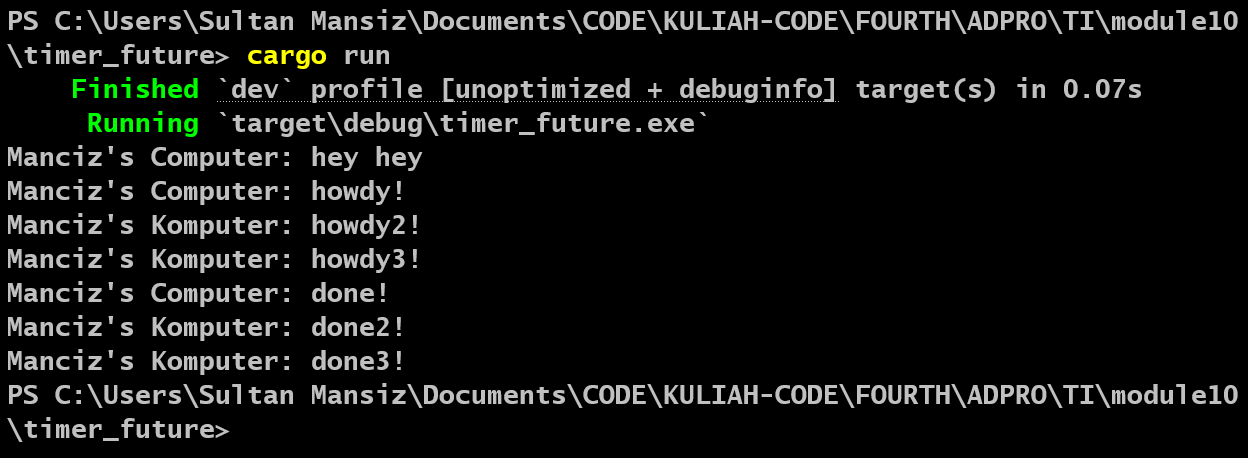 PS C:\Users\Sultan Mansiz\Documents\CODE\KULIAH-CODE\FOURTH\ADPRO\TI\module10
\timer_future> cargo run
    Finished `dev` profile [unoptimized + debuginfo] target(s) in 0.07s
     Running `target\debug\timer_future.exe`
Manciz's Computer: hey hey
Manciz's Computer: howdy!
Manciz's Komputer: howdy2!
Manciz's Komputer: howdy3!
Manciz's Computer: done!
Manciz's Komputer: done2!
Manciz's Komputer: done3!
PS C:\Users\Sultan Mansiz\Documents\CODE\KULIAH-CODE\FOURTH\ADPRO\TI\module10
\timer_future>